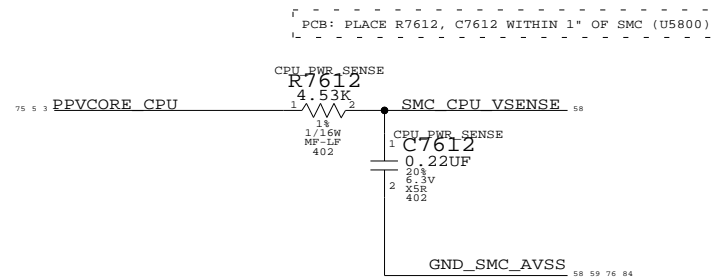 PCB: PLACE R7612, C7612 WITHIN 1" OF SMC (U5800)
CPU_PWR_SENSE
R7612
4.53K
75 5 3 PPVCORE_CPU 1 2 SMC_CPU_VSENSE 58
1%
1/16W
MF-LF
402
CPU_PWR_SENSE
1 C7612
0.22UF
20%
6.3V
2 X5R
402
GND_SMC_AVSS 58 59 76 84